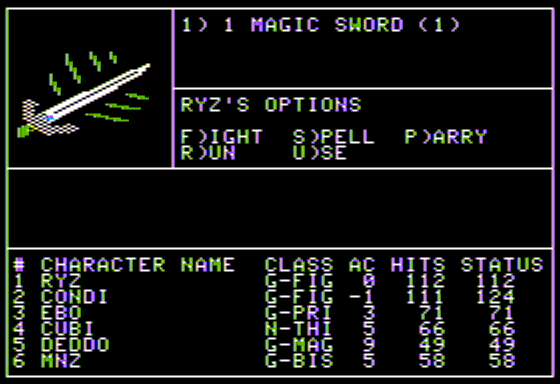 1) 1 MAGIC SWORD (1)
RYZ'S OPTIONS
F)IGHT S)PELL P)ARRY
R)UN U)SE
# CHARACTER NAME CLASS AC HITS STATUS
1 RYZ G-FIG 0 112 112
2 CONDI G-FIG -1 111 124
3 EBO G-PRI 3 71 71
4 CUBI N-THI 5 66 66
5 DEDDO G-MAG 9 49 49
6 MNZ G-BIS 5 58 58